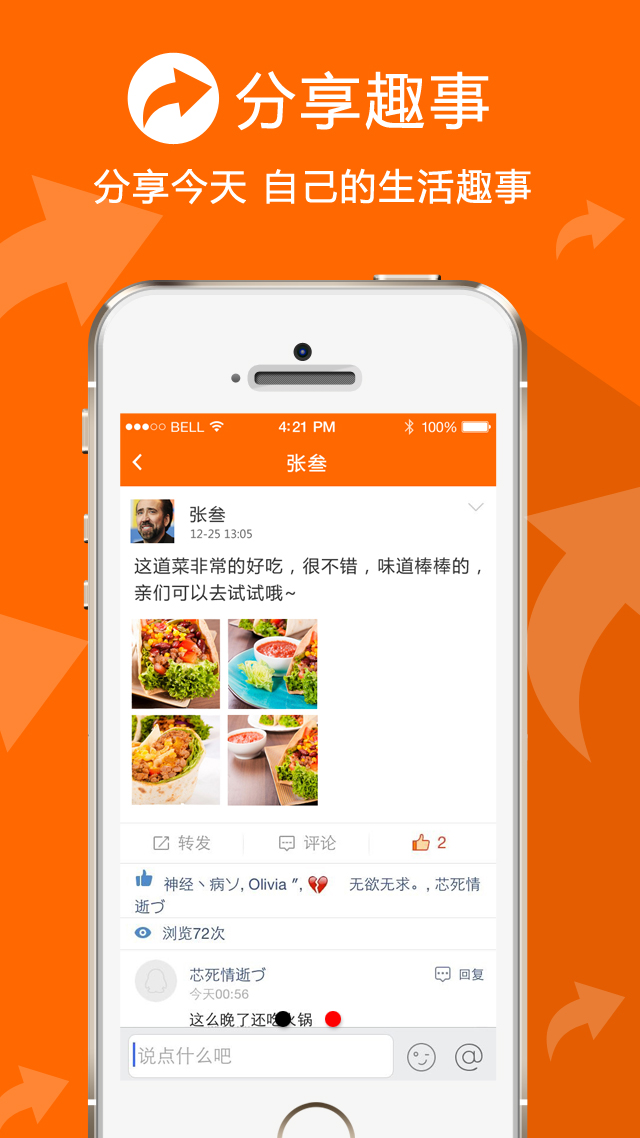 分享趣事
分享今天 自己的生活趣事
BELL 4:21 PM 100%
张叁
张叁
12-25 13:05
这道菜非常的好吃，很不错，味道棒棒的，
亲们可以去试试哦~
转发 评论 2
神经丶病ソ, Olivia ″, 💔 无欲无求。, 芯死情
逝づ
浏览72次
芯死情逝づ 回复
今天00:56
这么晚了还吃火锅
说点什么吧